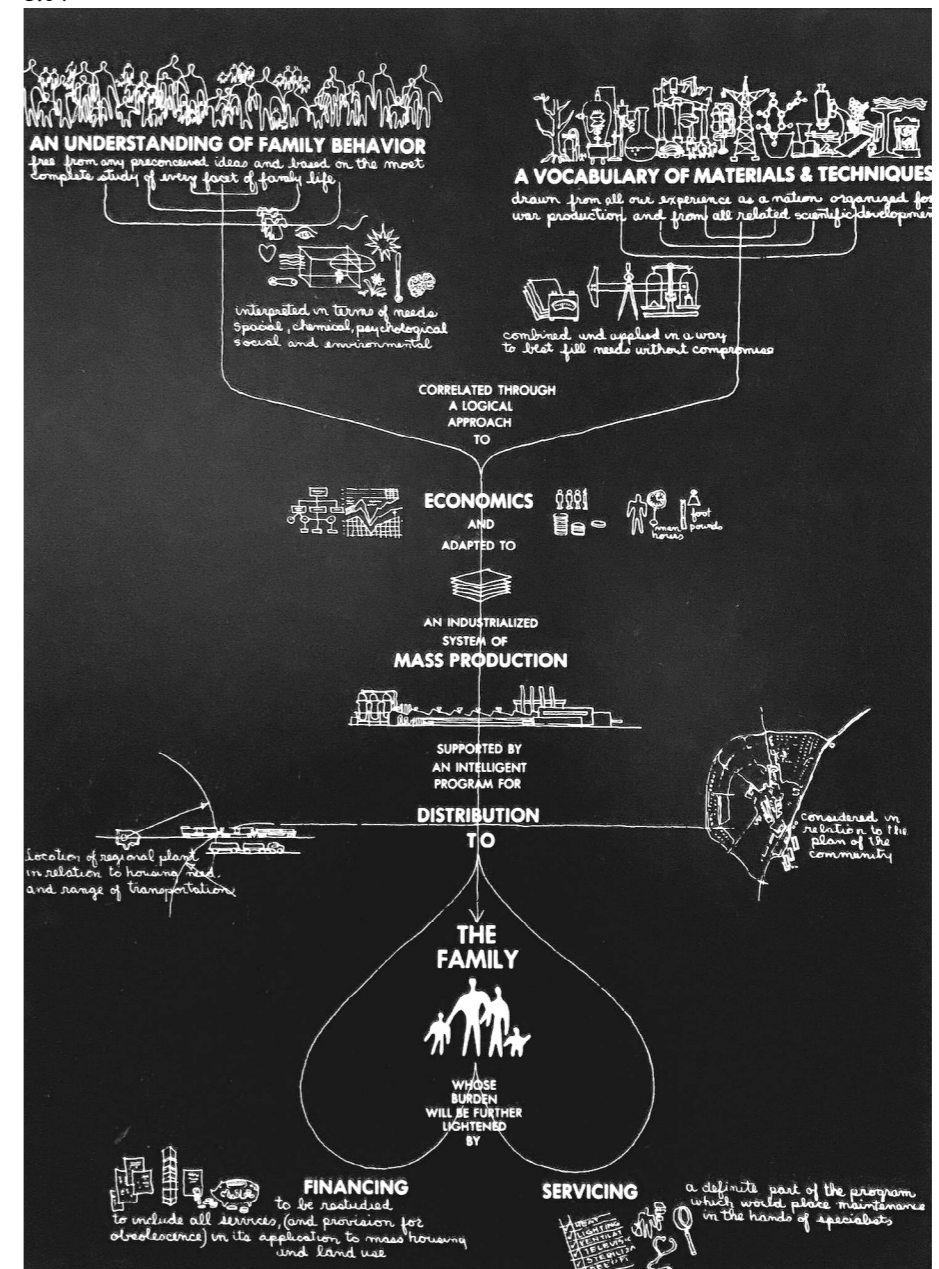 AN UNDERSTANDING OF FAMILY BEHAVIOR
free from any preconceived ideas and based on the most
complete study of every facet of family life
A VOCABULARY OF MATERIALS & TECHNIQUES
drawn from all our experience as a nation organized for
war production and from all related scientific
interpreted in terms of needs
spacial, chemical, psychological
social and environmental
combined and applied in a way
to best fill needs without compromise
CORRELATED THROUGH
A LOGICAL
APPROACH
TO
ECONOMICS
AND
ADAPTED TO
man
hours
foot
pounds
AN INDUSTRIALIZED
SYSTEM OF
MASS PRODUCTION
SUPPORTED BY
AN INTELLIGENT
PROGRAM FOR
DISTRIBUTION
TO
Location of regional plant
in relation to housing need
and range of transportation
considered in
relation to the
plan of the
community
THE
FAMILY
WHOSE
BURDEN
WILL BE FURTHER
LIGHTENED
BY
FINANCING
to be restudied
to include all services, (and provision for
obsolescence) in its application to mass housing
and land use
SERVICING
a definite part of the program
which would place maintenance
in the hands of specialists
HEAT
LIGHTING